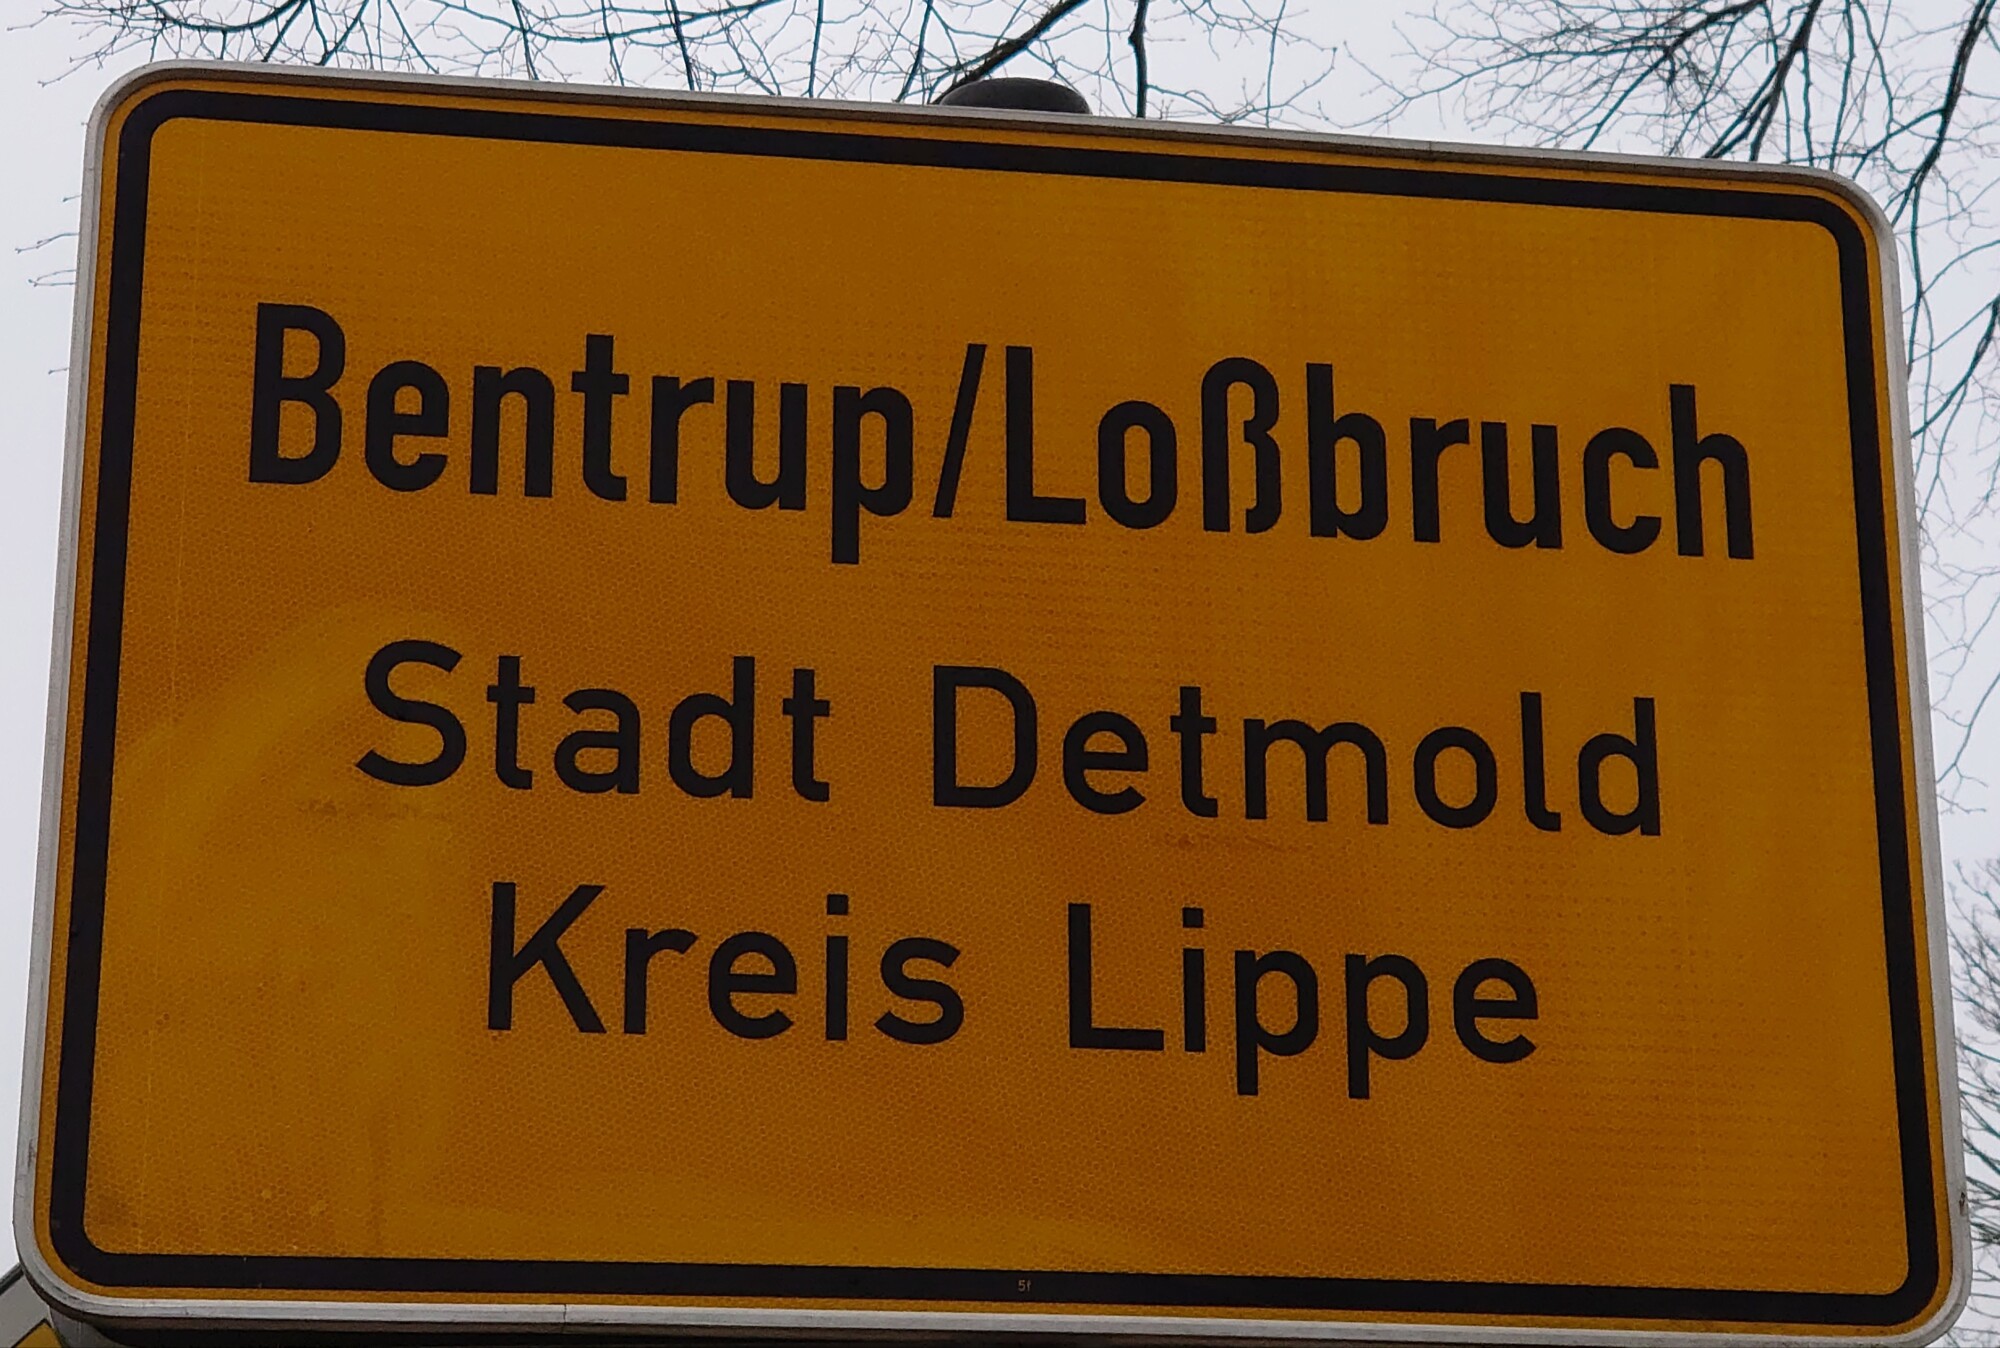 Bentrup/Loßbruch
Stadt Detmold
Kreis Lippe